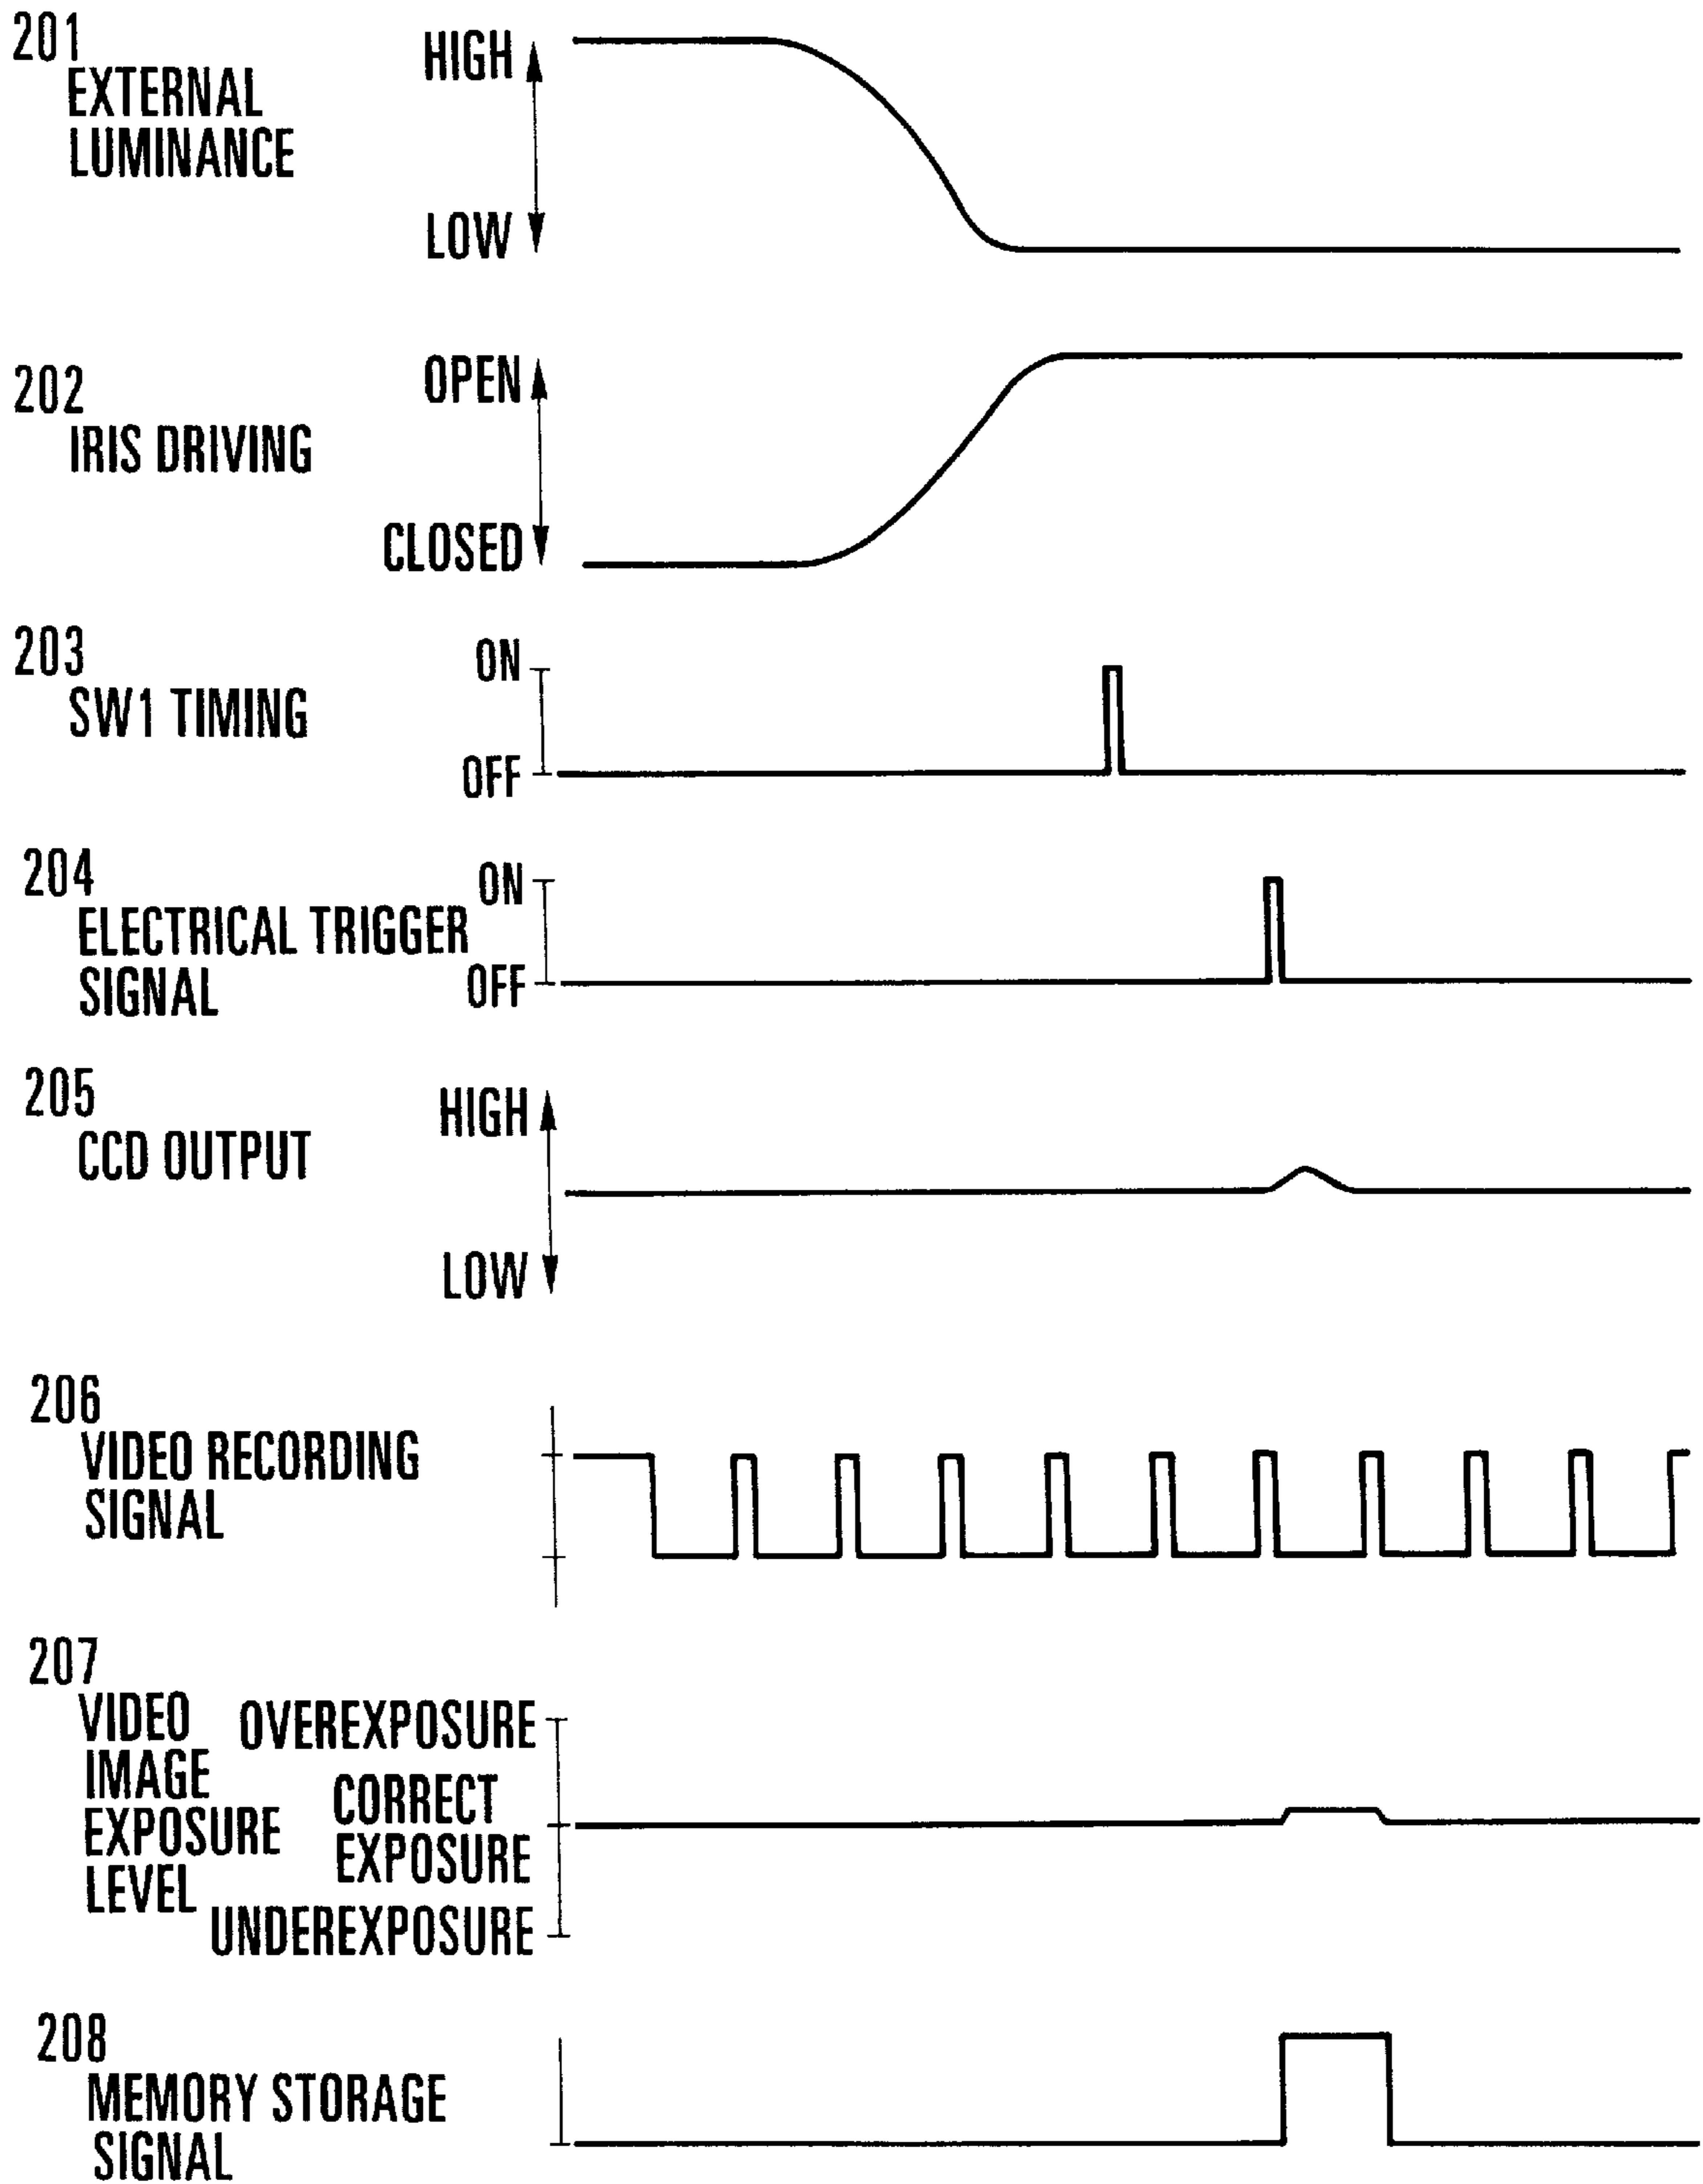 201
EXTERNAL
LUMINANCE
HIGH
LOW
202
IRIS DRIVING
OPEN
CLOSED
203
SW1 TIMING
ON
OFF
204
ELECTRICAL TRIGGER
SIGNAL
ON
OFF
205
CCD OUTPUT
HIGH
LOW
206
VIDEO RECORDING
SIGNAL
207
VIDEO
IMAGE
EXPOSURE
LEVEL
OVEREXPOSURE
CORRECT
EXPOSURE
UNDEREXPOSURE
208
MEMORY STORAGE
SIGNAL